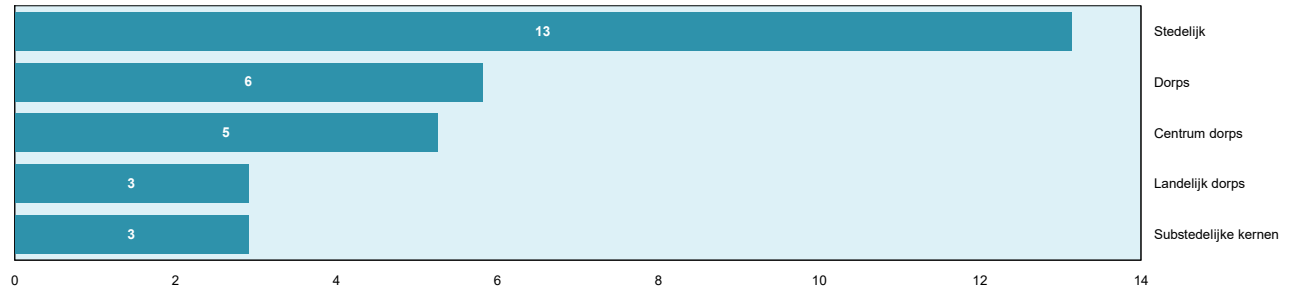 13 Stedelijk
6 Dorps
5 Centrum dorps
3 Landelijk dorps
3 Substedelijke kernen
0 2 4 6 8 10 12 14